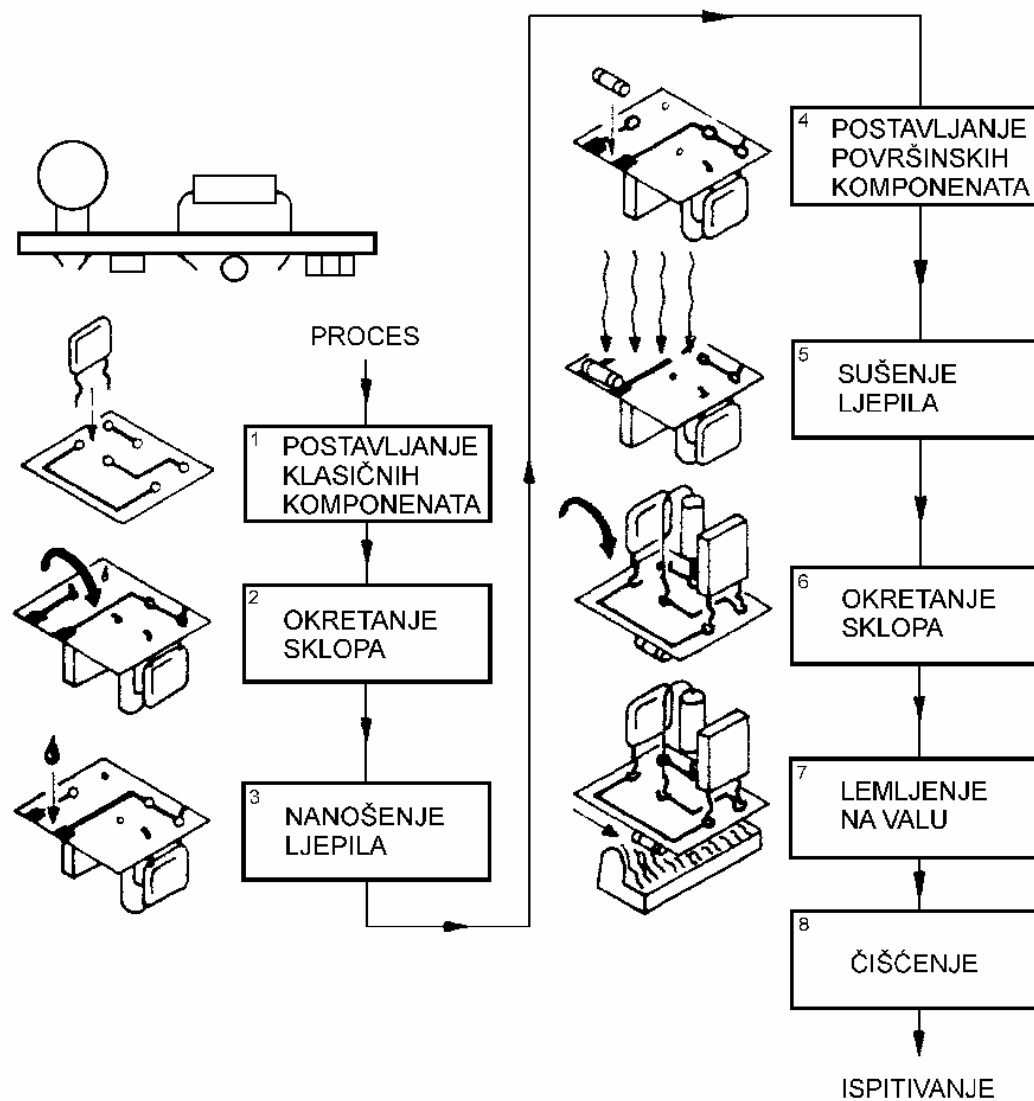 PROCES
1
POSTAVLJANJE
KLASIČNIH
KOMPONENATA
2
OKRETANJE
SKLOPA
3
NANOŠENJE
LJEPILA
4
POSTAVLJANJE
POVRŠINSKIH
KOMPONENATA
5
SUŠENJE
LJEPILA
6
OKRETANJE
SKLOPA
7
LEMLJENJE
NA VALU
8
ČIŠĆENJE
ISPITIVANJE